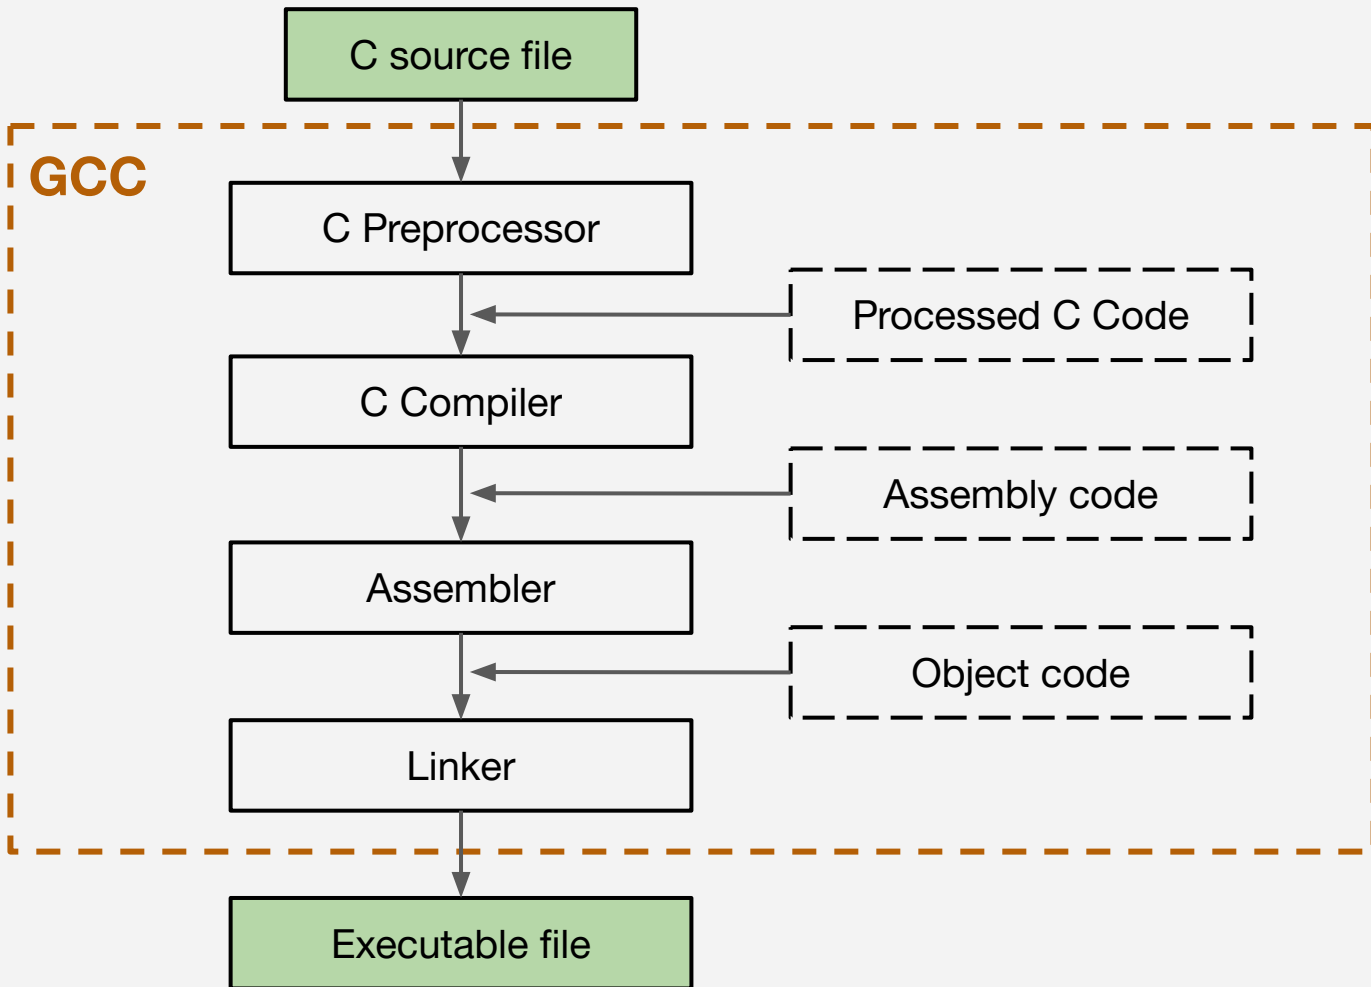 C source file
GCC
C Preprocessor
Processed C Code
C Compiler
Assembly code
Assembler
Object code
Linker
Executable file